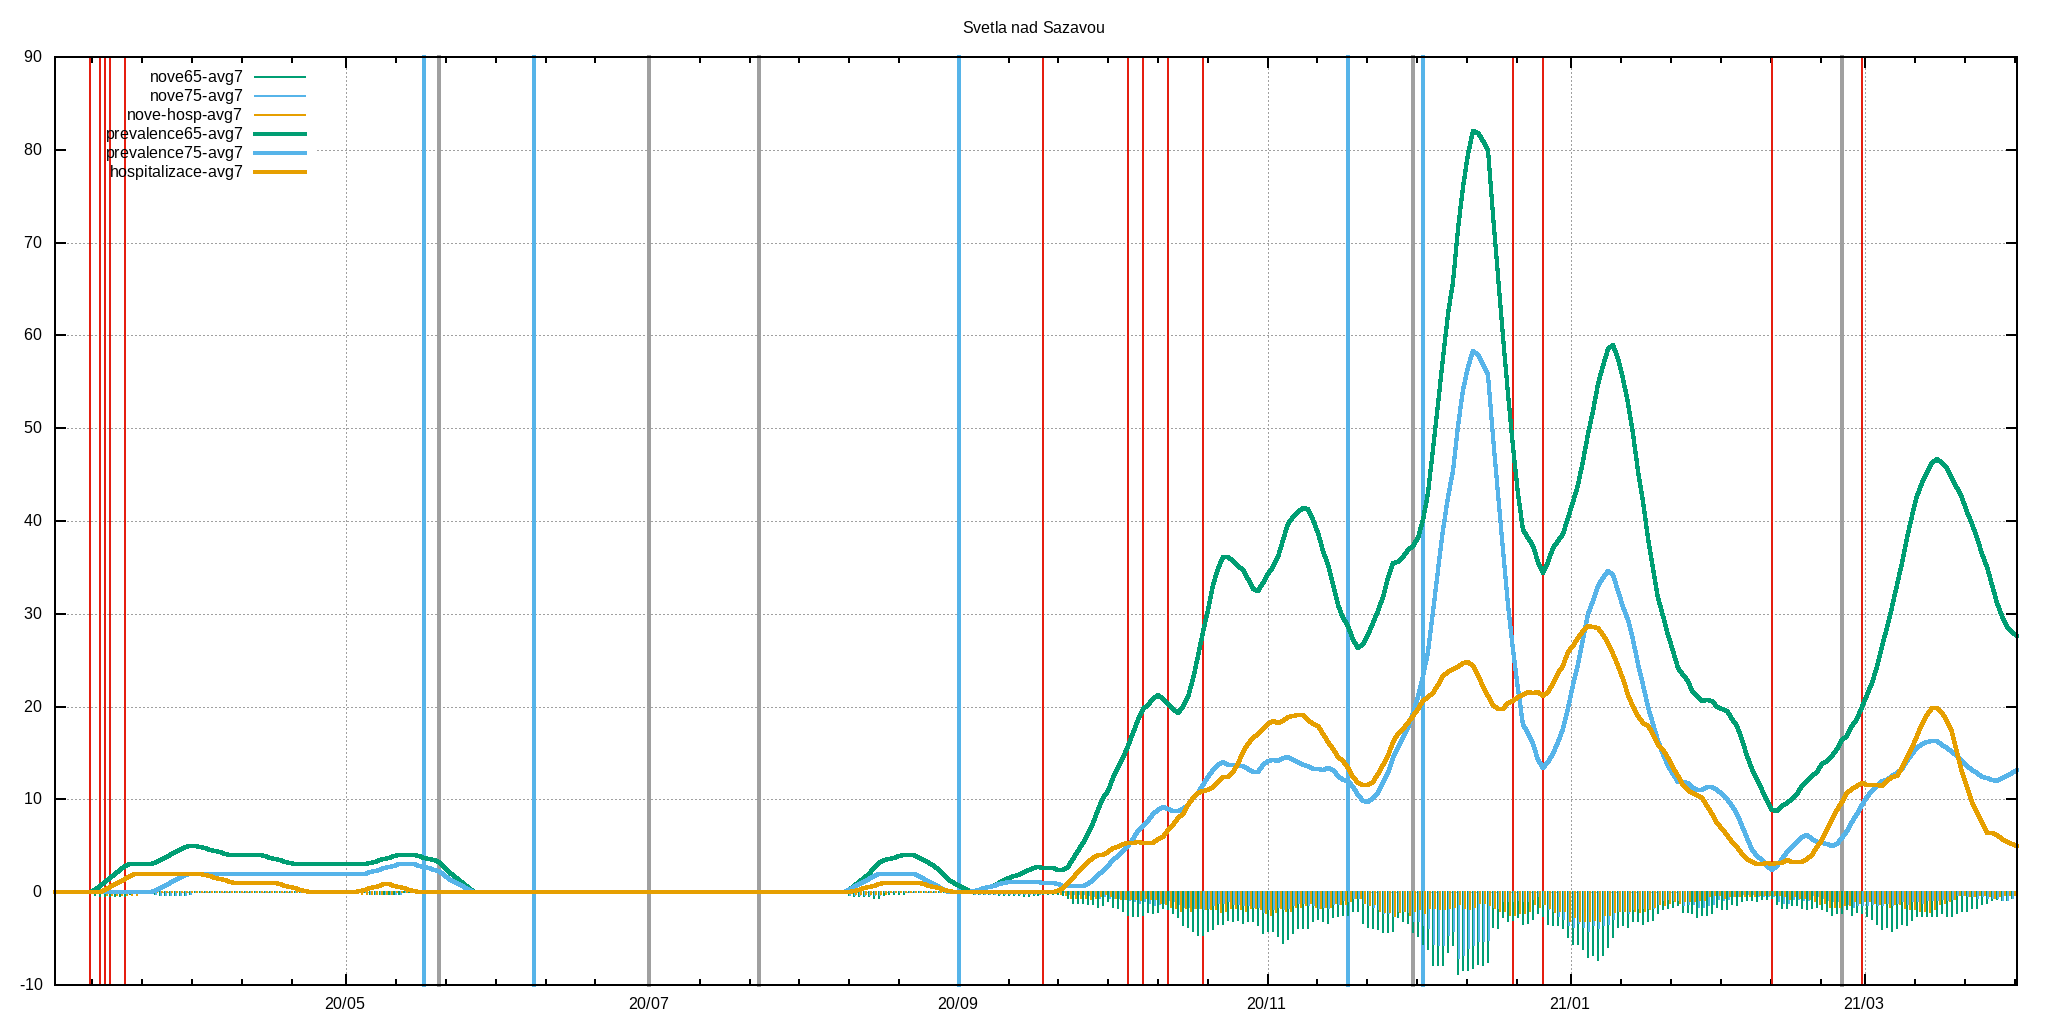 Svetla nad Sazavou
90
80
70
60
50
40
30
20
10
0
-10
nove65-avg7
nove75-avg7
nove-hosp-avg7
prevalence65-avg7
prevalence75-avg7
hospitalizace-avg7
20/05 20/07 20/09 20/11 21/01 21/03